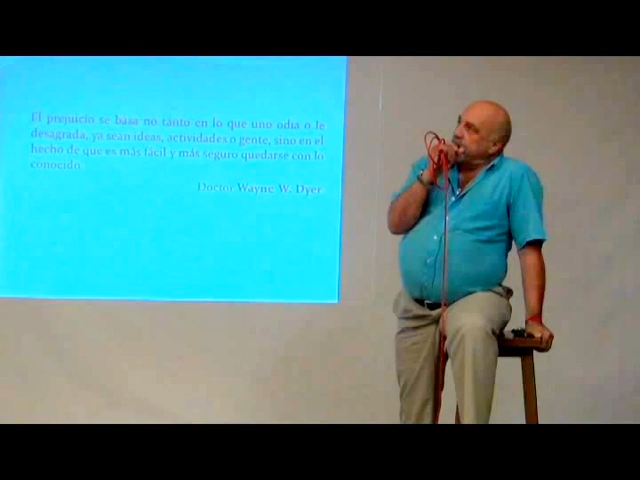 El prejuicio se basa no tanto en lo que uno odia o le
desagrada, ya sean ideas, actividades o gente, sino en el
hecho de que es más fácil y más seguro quedarse con lo
conocido
Doctor Wayne W. Dyer